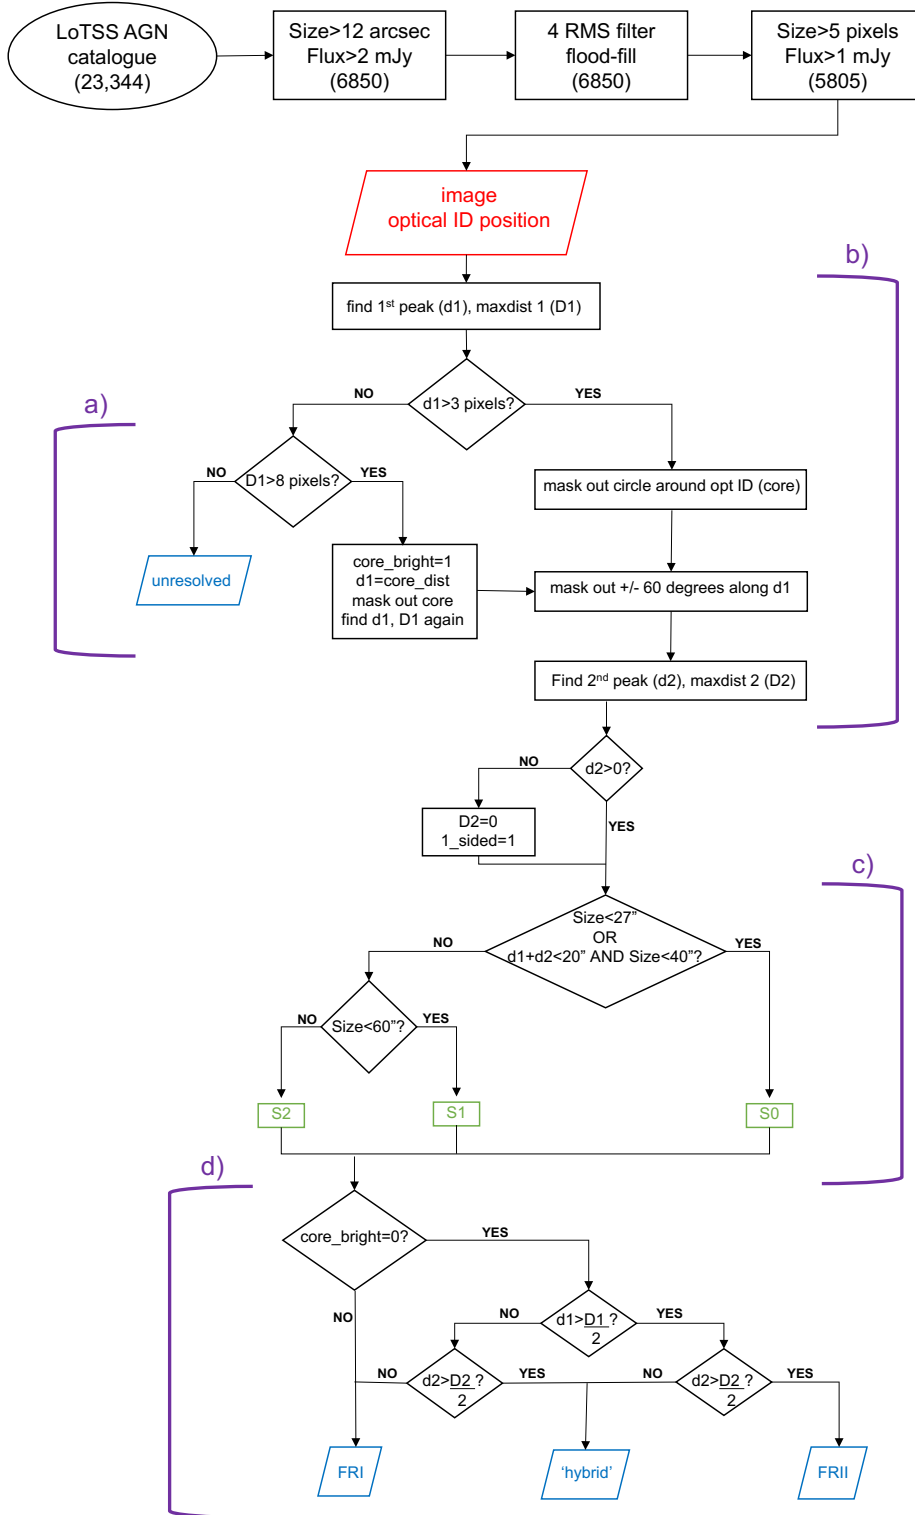 LoTSS AGN
catalogue
(23,344)
Size>12 arcsec
Flux>2 mJy
(6850)
4 RMS filter
flood-fill
(6850)
Size>5 pixels
Flux>1 mJy
(5805)
image
optical ID position
b)
find 1st peak (d1), maxdist 1 (D1)
NO
d1>3 pixels?
YES
a)
NO
D1>8 pixels?
YES
mask out circle around opt ID (core)
unresolved
core_bright=1
d1=core_dist
mask out core
find d1, D1 again
mask out +/- 60 degrees along d1
Find 2nd peak (d2), maxdist 2 (D2)
NO
d2>0?
D2=0
1_sided=1
YES
c)
Size<27”
OR
d1+d2<20” AND Size<40”?
NO
YES
NO
Size<60”?
YES
S2
S1
S0
d)
core_bright=0?
YES
NO
NO
d1>D1 ?
2
YES
NO
d2>D2 ?
2
YES
NO
d2>D2 ?
2
YES
FRI
‘hybrid’
FRII